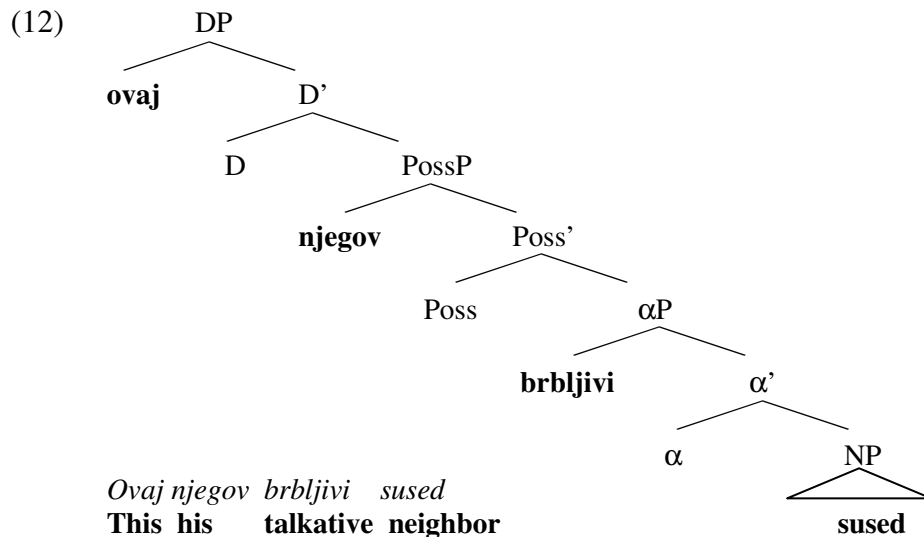 (12) DP
ovaj D’
D PossP
njegov Poss’
Poss αP
brbljivi α’
α NP
Ovaj njegov brbljivi sused
This his talkative neighbor sused